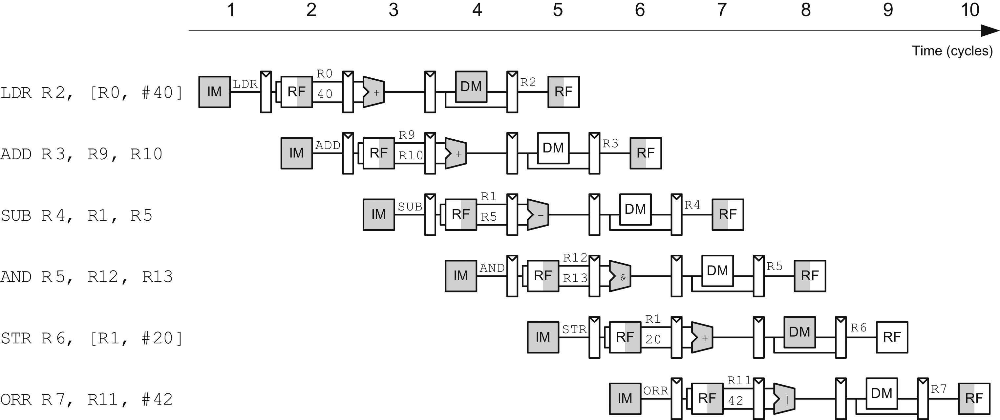 1 2 3 4 5 6 7 8 9 10
Time (cycles)
LDR R2, [R0, #40] IM LDR RF R0 40 + DM R2 RF
ADD R3, R9, R10 IM ADD RF R9 R10 + DM R3 RF
SUB R4, R1, R5 IM SUB RF R1 R5 - DM R4 RF
AND R5, R12, R13 IM AND RF R12 R13 & DM R5 RF
STR R6, [R1, #20] IM STR RF R1 20 + DM R6 RF
ORR R7, R11, #42 IM ORR RF R11 42 | DM R7 RF